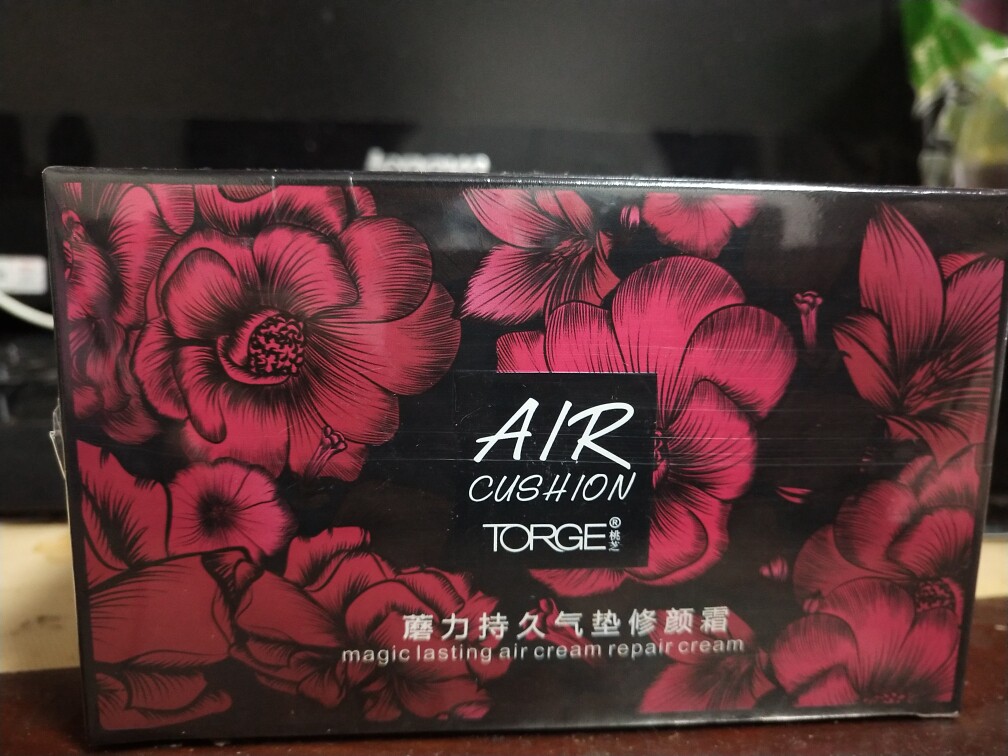 AIR
CUSHION
TORGE®
蘑力持久气垫修颜霜
magic lasting air cream repair cream